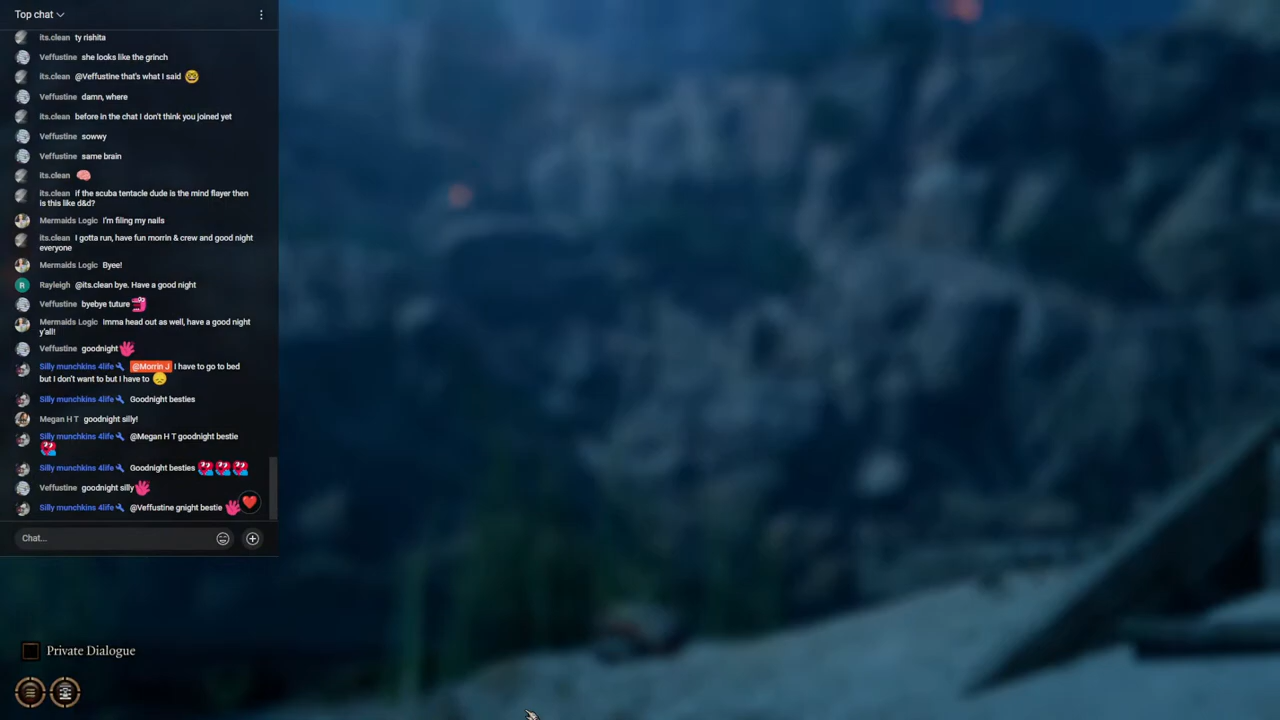 Top chat
its.clean ty rishita
Veffustine she looks like the grinch
its.clean @Veffustine that's what I said
Veffustine damn, where
its.clean before in the chat I don't think you joined yet
Veffustine sowwy
Veffustine same brain
its.clean
its.clean if the scuba tentacle dude is the mind flayer then
is this like d&d?
Mermaids Logic I'm filing my nails
its.clean I gotta run, have fun morrin & crew and good night
everyone
Mermaids Logic Byee!
R Rayleigh @its.clean bye. Have a good night
Veffustine byebye tuture
Mermaids Logic Imma head out as well, have a good night
y'all!
Veffustine goodnight
Silly munchkins 4life @Morrin J I have to go to bed
but I don't want to but I have to
Silly munchkins 4life Goodnight besties
Megan H T goodnight silly!
Silly munchkins 4life @Megan H T goodnight bestie
Silly munchkins 4life Goodnight besties
Veffustine goodnight silly
Silly munchkins 4life @Veffustine gnight bestie
Chat...
Private Dialogue